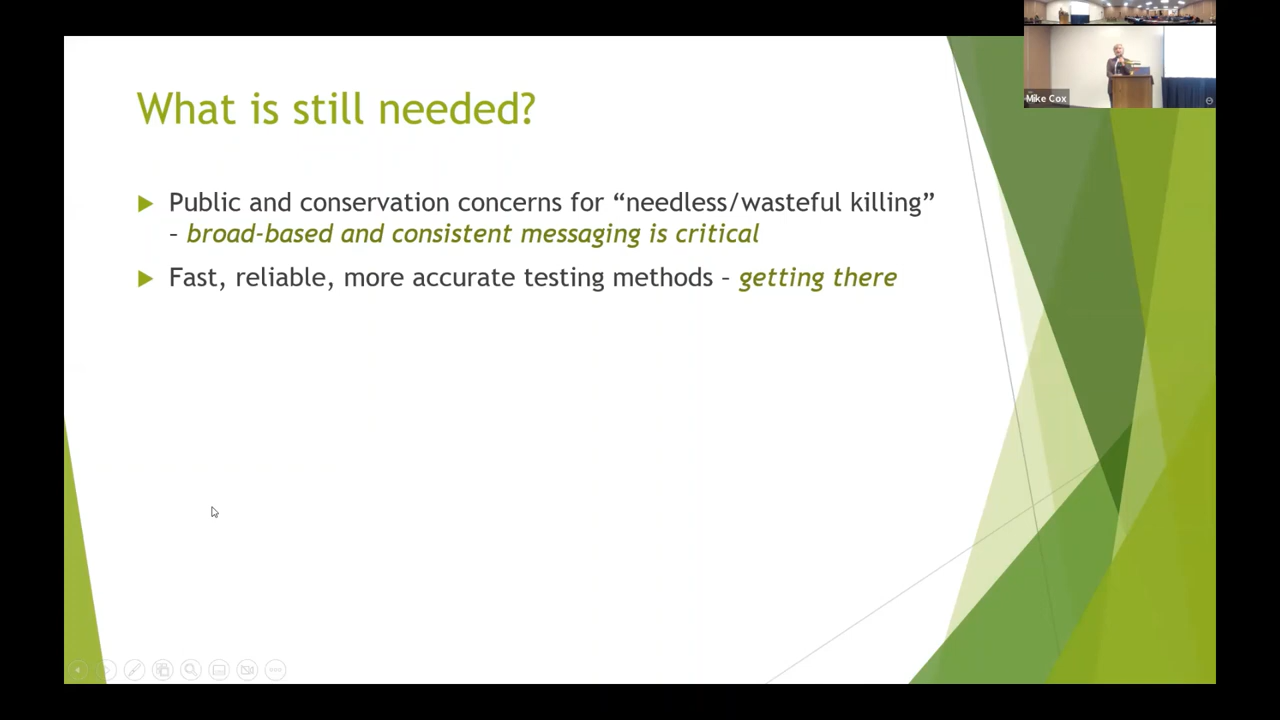 Mike Cox
What is still needed?
Public and conservation concerns for “needless/wasteful killing”
– broad-based and consistent messaging is critical
Fast, reliable, more accurate testing methods – getting there